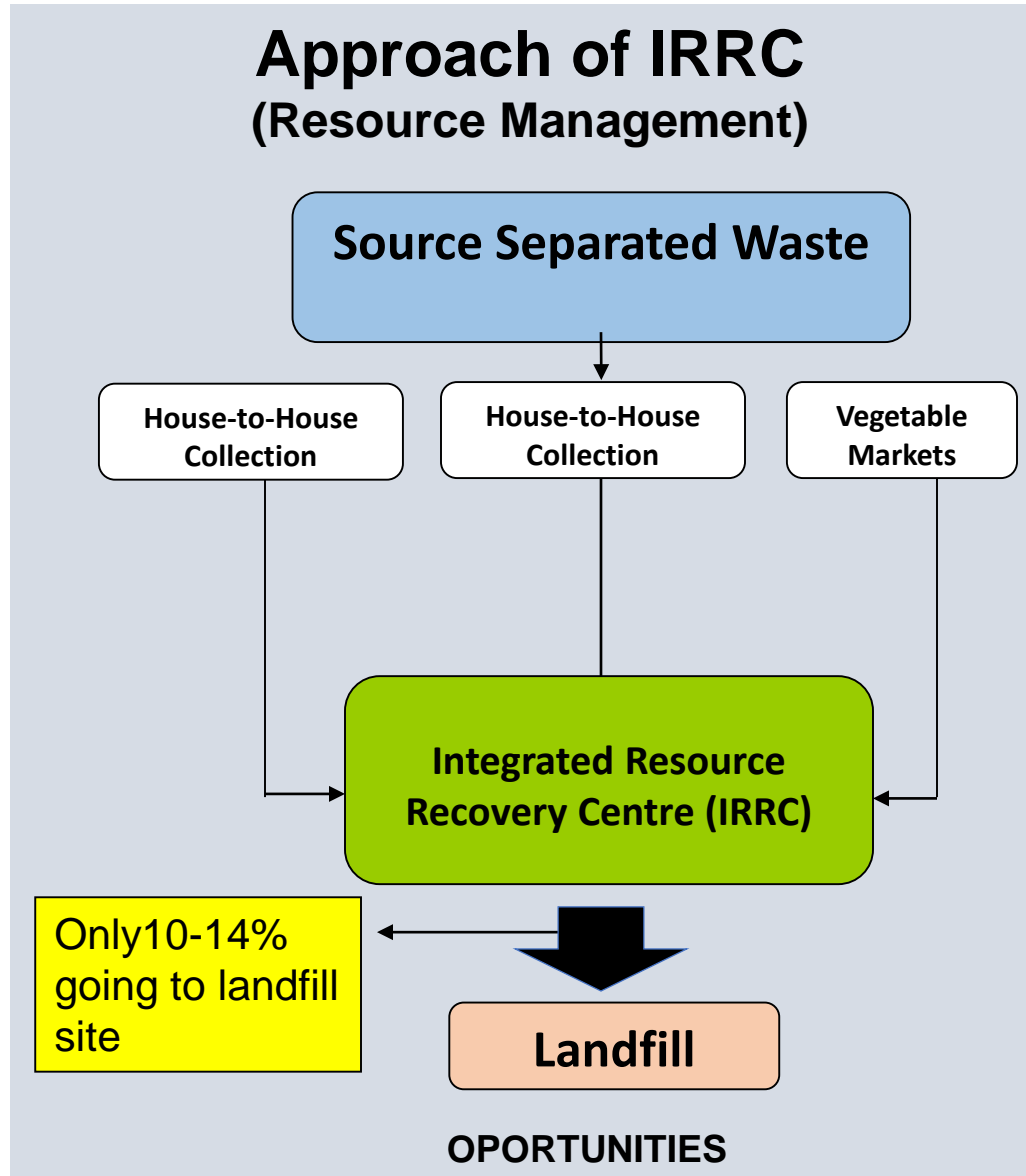 Approach of IRRC
(Resource Management)
Source Separated Waste
House-to-House
Collection
House-to-House
Collection
Vegetable
Markets
Integrated Resource
Recovery Centre (IRRC)
Only10-14%
going to landfill
site
Landfill
OPORTUNITIES